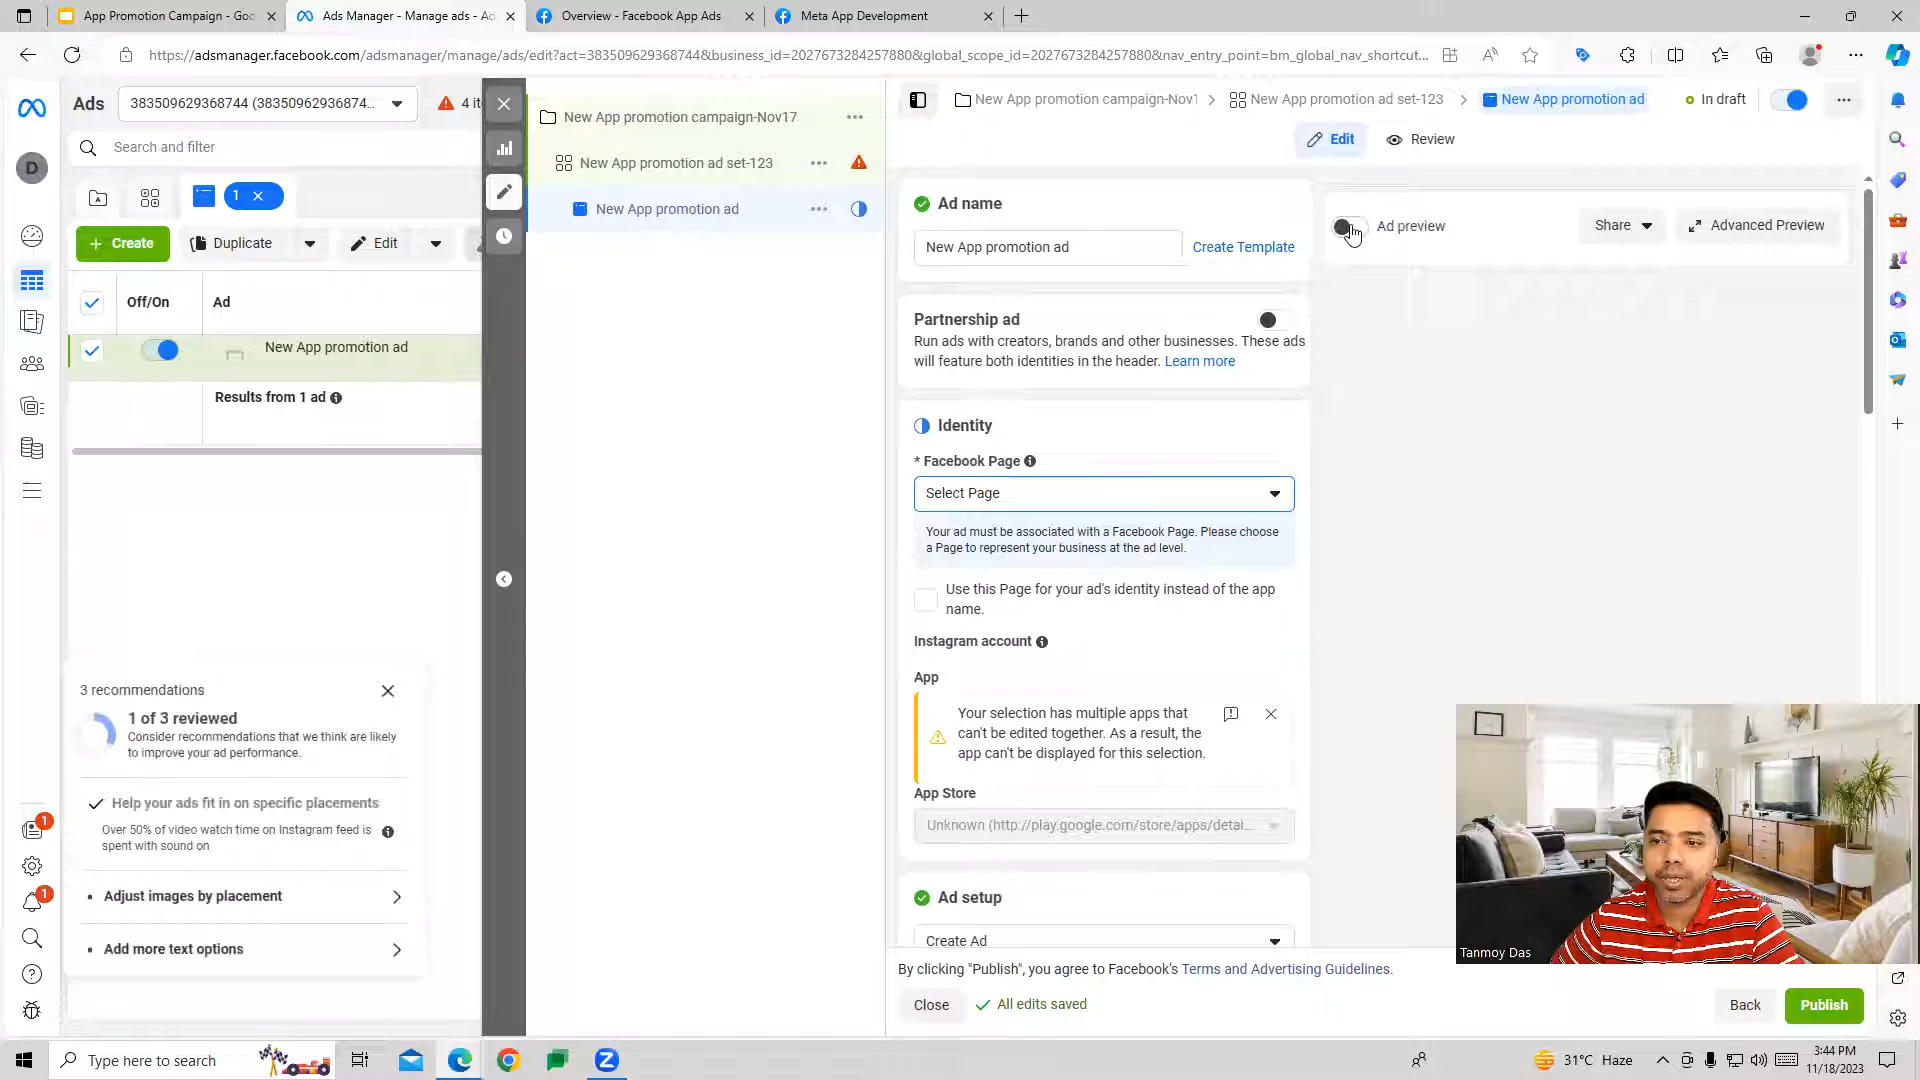 App Promotion Campaign - Goo
Ads Manager - Manage ads - Ad
Overview - Facebook App Ads
Meta App Development
https://adsmanager.facebook.com/adsmanager/manage/ads/edit?act=383509629368744&business_id=2027673284257880&global_scope_id=2027673284257880&nav_entry_point=bm_global_nav_shortcut...
Ads
383509629368744 (38350962936874...
4 it
Search and filter
1
Create
Duplicate
Edit
Off/On
Ad
New App promotion ad
Results from 1 ad
3 recommendations
1 of 3 reviewed
Consider recommendations that we think are likely
to improve your ad performance.
Help your ads fit in on specific placements
Over 50% of video watch time on Instagram feed is
spent with sound on
Adjust images by placement
Add more text options
D
1
1
New App promotion campaign-Nov17
New App promotion ad set-123
New App promotion ad
New App promotion campaign-Nov1
New App promotion ad set-123
New App promotion ad
In draft
Edit
Review
Ad name
New App promotion ad
Create Template
Partnership ad
Run ads with creators, brands and other businesses. These ads
will feature both identities in the header. Learn more
Identity
* Facebook Page
Select Page
Your ad must be associated with a Facebook Page. Please choose
a Page to represent your business at the ad level.
Use this Page for your ad's identity instead of the app
name.
Instagram account
App
Your selection has multiple apps that
can't be edited together. As a result, the
app can't be displayed for this selection.
App Store
Unknown (http://play.google.com/store/apps/detai...
Ad setup
Create Ad
Ad preview
Share
Advanced Preview
By clicking "Publish", you agree to Facebook's Terms and Advertising Guidelines.
Close
All edits saved
Back
Publish
Tanmoy Das
Type here to search
31°C Haze
3:44 PM
11/18/2023